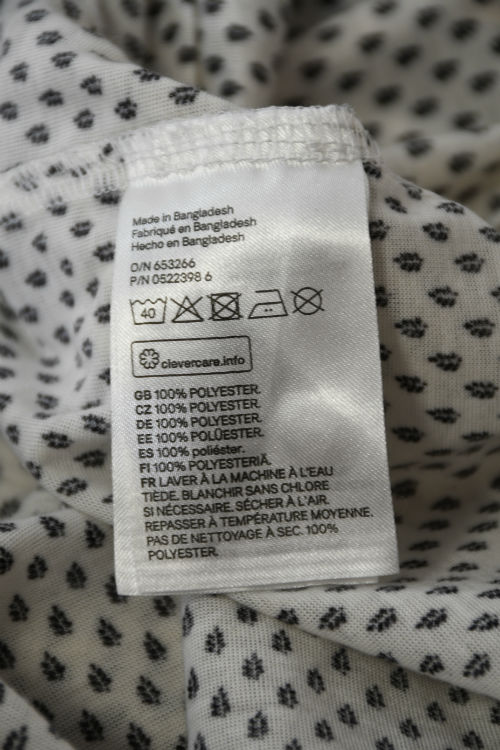 Made in Bangladesh
Fabriqué en Bangladesh
Hecho en Bangladesh
O/N 653266
P/N 0522398 6
40
clevercare.info
GB 100% POLYESTER.
CZ 100% POLYESTER.
DE 100% POLYESTER.
EE 100% POLÜESTER.
ES 100% poliéster.
FI 100% POLYESTERIÄ.
FR LAVER À LA MACHINE À L'EAU
TIÈDE. BLANCHIR SANS CHLORE
SI NÉCESSAIRE. SÉCHER À L'AIR.
REPASSER À TEMPÉRATURE MOYENNE.
PAS DE NETTOYAGE À SEC. 100%
POLYESTER.